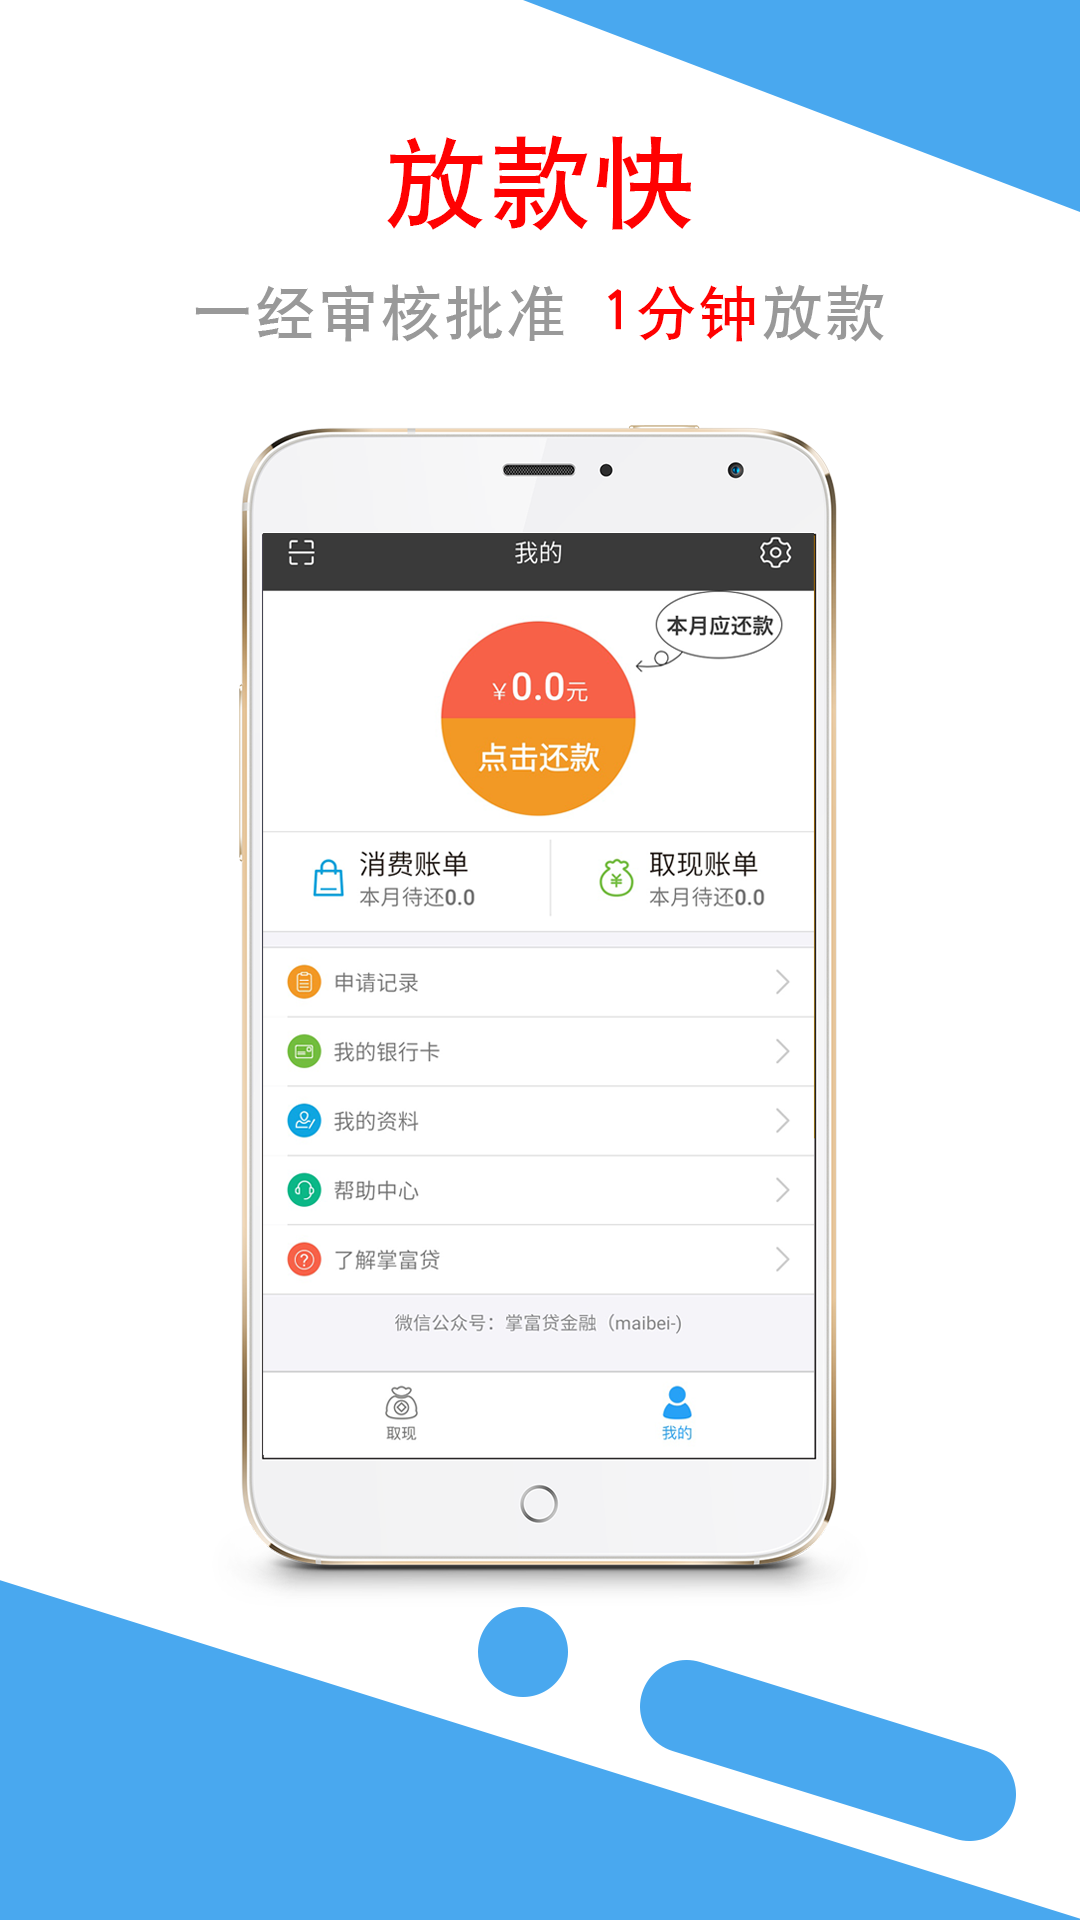 放款快
一经审核批准 1分钟放款
我的
本月应还款
¥0.0元
点击还款
消费账单
本月待还0.0
取现账单
本月待还0.0
申请记录
我的银行卡
我的资料
帮助中心
了解掌富贷
微信公众号：掌富贷金融（maibei-)
取现
我的